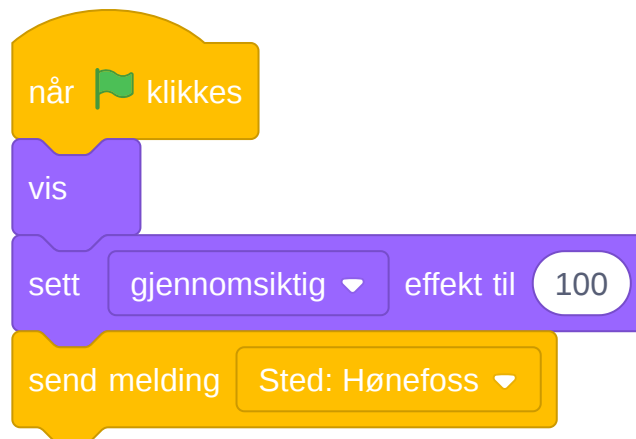 når klikkes
vis
sett gjennomsiktig effekt til 100
send melding Sted: Hønefoss